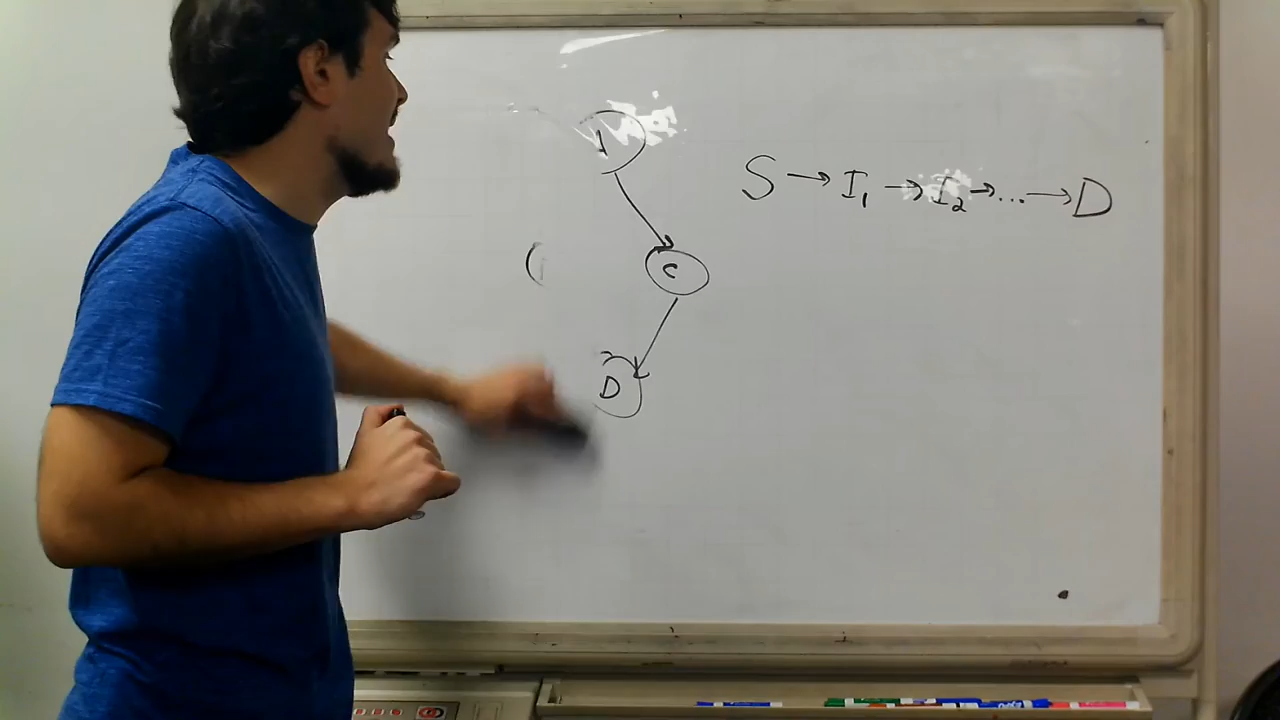 S → I₁ → I₂ → ... → D
C
D